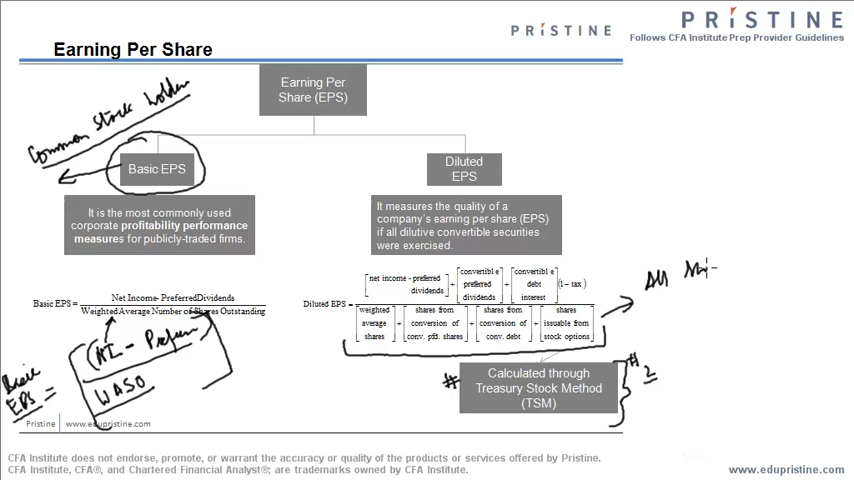 PRISTINE
PRISTINE
Follows CFA Institute Prep Provider Guidelines
Earning Per Share
Earning Per
Share (EPS)
Common Stock holder
Basic EPS
Diluted
EPS
It is the most commonly used
corporate profitability performance
measures for publicly-traded firms.
It measures the quality of a
company's earning per share (EPS)
if all dilutive convertible securities
were exercised.
Basic EPS = Net Income - Preferred Dividends
Weighted Average Number of Shares Outstanding
Diluted EPS = [net income - preferred dividends] + [convertible preferred dividends] + [convertible debt interest] (1 - tax)
[weighted average shares] + [shares from conversion of pfd. shares] + [shares from conversion of conv. debt] + [shares issuable from stock options]
All
Basic
EPS =
(NI - Prefer
WASO
# Calculated through
Treasury Stock Method
(TSM)
# 2
Pristine | www.edupristine.com
CFA Institute does not endorse, promote, or warrant the accuracy or quality of the products or services offered by Pristine.
CFA Institute, CFA®, and Chartered Financial Analyst®; are trademarks owned by CFA Institute.
www.edupristine.com